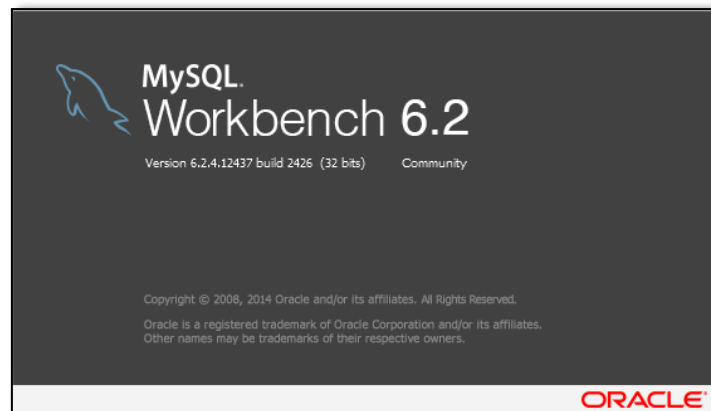 MySQL.
Workbench 6.2
Version 6.2.4.12437 build 2426 (32 bits) Community
Copyright © 2008, 2014 Oracle and/or its affiliates. All Rights Reserved.
Oracle is a registered trademark of Oracle Corporation and/or its affiliates.
Other names may be trademarks of their respective owners.
ORACLE